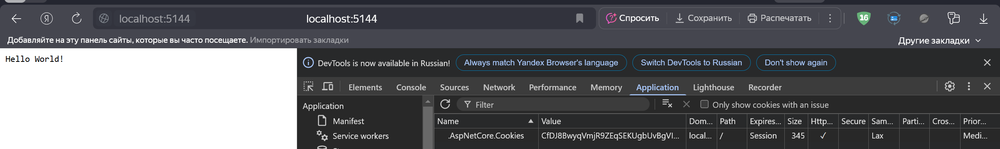 Я localhost:5144 localhost:5144 Спросить Сохранить Распечатать 16
Добавляйте на эту панель сайты, которые вы часто посещаете. Импортировать закладки Другие закладки
Hello World!
DevTools is now available in Russian! Always match Yandex Browser's language Switch DevTools to Russian Don't show again
Elements Console Sources Network Performance Memory Application Lighthouse Recorder
Application
Filter Only show cookies with an issue
Manifest
Name Value Dom... Path Expires... Size Http... Secure Sam... Parti... Cros... Prior...
Service workers
.AspNetCore.Cookies CfDJ8BwyqVmjR9ZEqSEKUgbUvBgVI... local... / Session 345 ✓ Lax Medi...